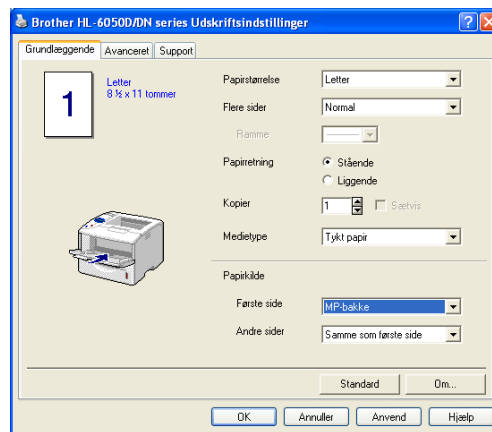 Brother HL-6050D/DN series Udskriftsindstillinger
Grundlæggende Avanceret Support
1
Letter
8 ½ x 11 tommer
Papirstørrelse Letter
Flere sider Normal
Ramme
Papirretning Stående
Liggende
Kopier 1 Sætvis
Medietype Tykt papir
Papirkilde
Første side MP-bakke
Andre sider Samme som første side
Standard Om...
OK Annuller Anvend Hjælp